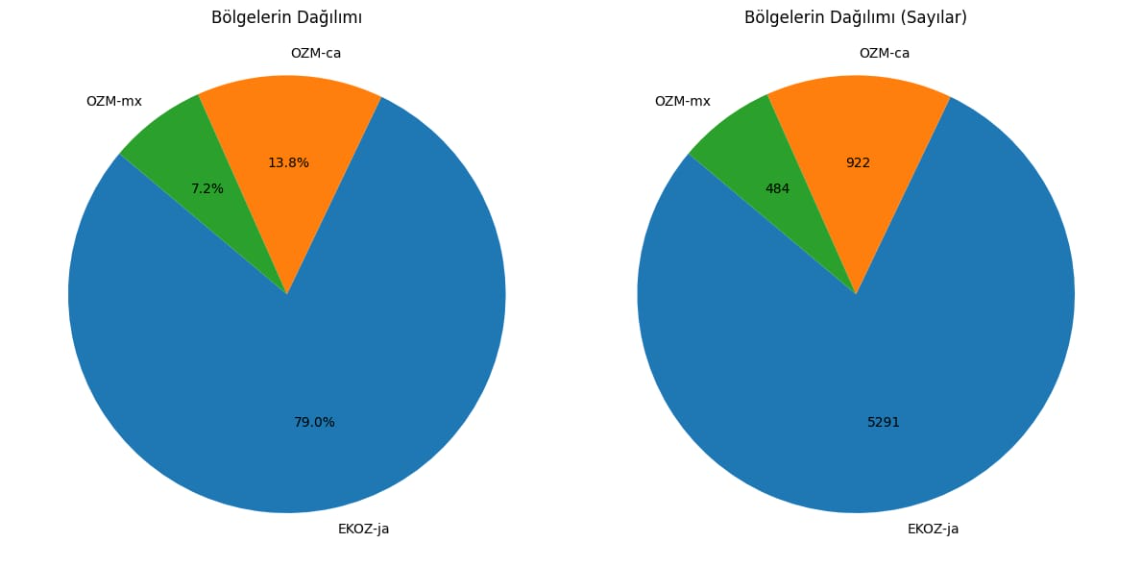 Bölgelerin Dağılımı
OZM-ca
OZM-mx
13.8%
7.2%
79.0%
EKOZ-ja
Bölgelerin Dağılımı (Sayılar)
OZM-ca
OZM-mx
922
484
5291
EKOZ-ja